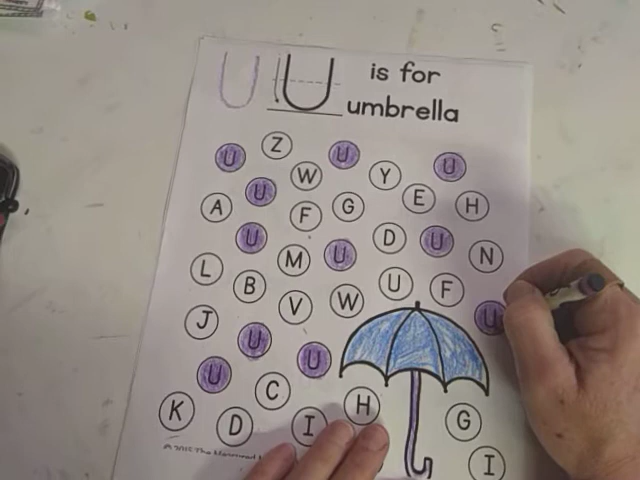 U U is for
umbrella
Z
U U U
W Y
U E
A F G H
U D U
L M U N
B U F
J V W U
U
U U
C
K D I H G
I